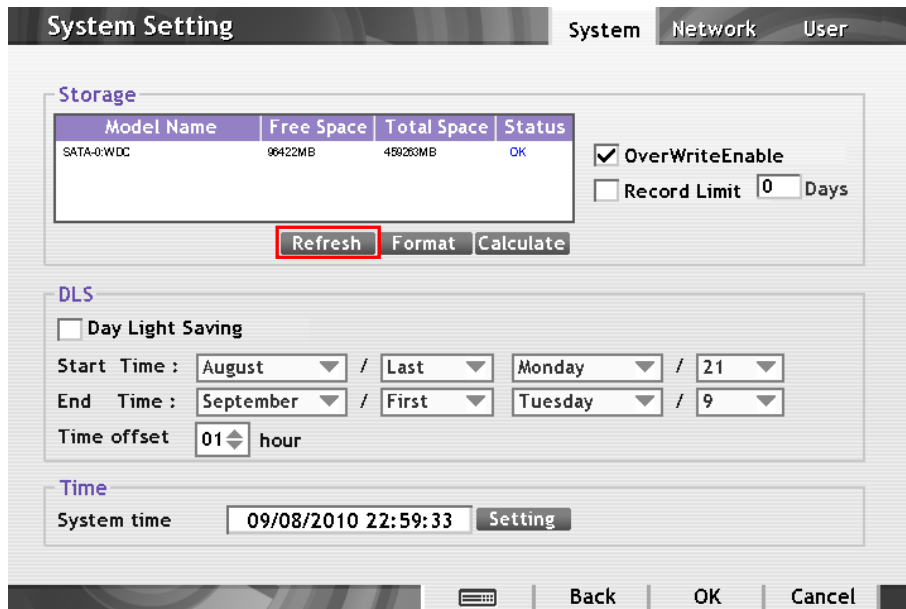 System Setting
System Network User
Storage
Model Name Free Space Total Space Status
SATA-0:WDC 96422MB 459263MB OK
OverWriteEnable
Record Limit 0 Days
Refresh Format Calculate
DLS
Day Light Saving
Start Time : August / Last Monday / 21
End Time : September / First Tuesday / 9
Time offset 01 hour
Time
System time 09/08/2010 22:59:33 Setting
Back OK Cancel